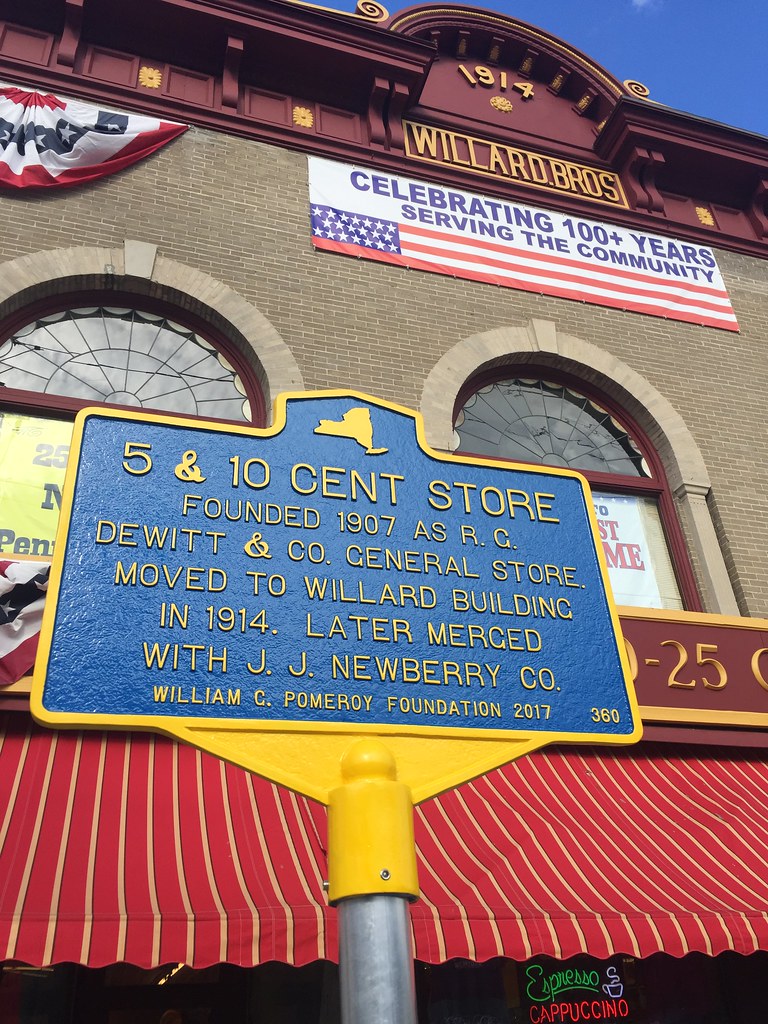 1914
WILLARD.BROS
CELEBRATING 100+ YEARS
SERVING THE COMMUNITY
25
5 & 10 CENT STORE
FOUNDED 1907 AS R. G.
DEWITT & CO. GENERAL STORE.
MOVED TO WILLARD BUILDING
IN 1914. LATER MERGED
WITH J. J. NEWBERRY CO.
WILLIAM G. POMEROY FOUNDATION 2017 360
-25
Espresso
CAPPUCCINO